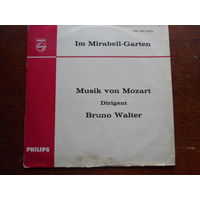 Im Mirabell-Garten
Musik von Mozart
Dirigent
Bruno Walter
PHILIPS